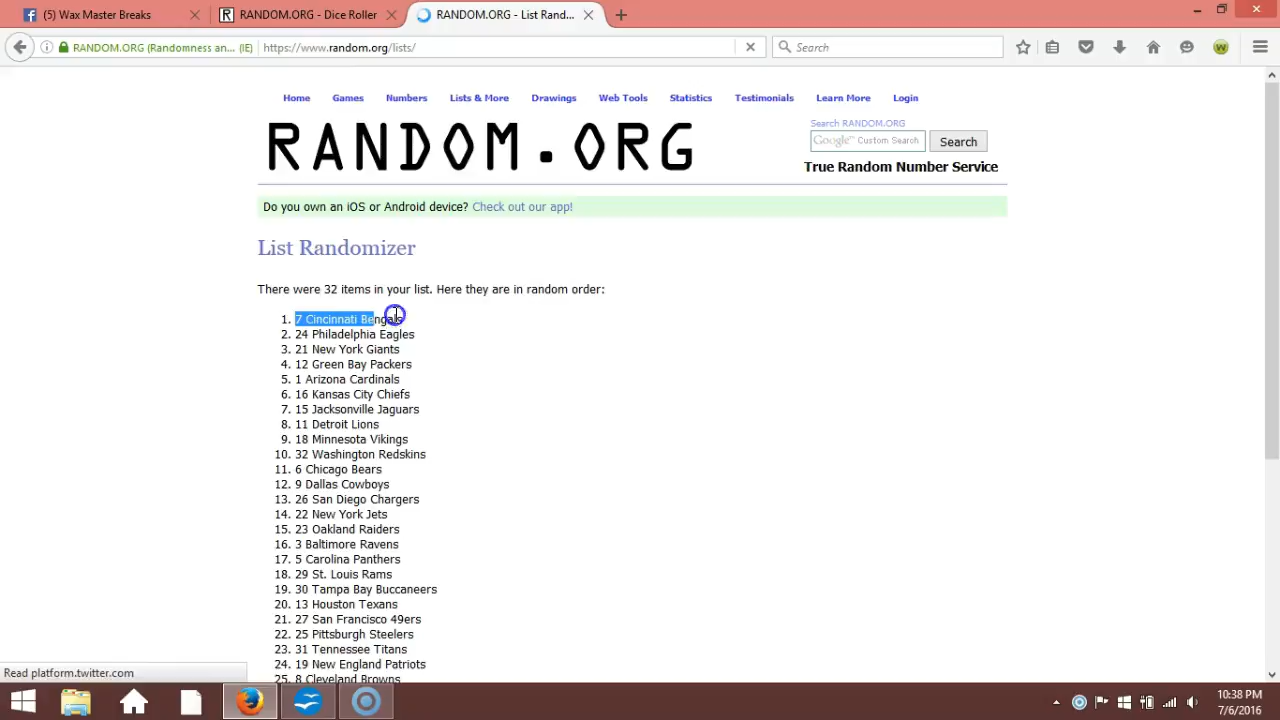 (5) Wax Master Breaks
RANDOM.ORG - Dice Roller
RANDOM.ORG - List Rand...
RANDOM.ORG (Randomness an... (IE)
https://www.random.org/lists/
Search
Home Games Numbers Lists & More Drawings Web Tools Statistics Testimonials Learn More Login
RANDOM.ORG
Search RANDOM.ORG
Google™ Custom Search
Search
True Random Number Service
Do you own an iOS or Android device? Check out our app!
List Randomizer
There were 32 items in your list. Here they are in random order:
1. 7 Cincinnati Bengals
2. 24 Philadelphia Eagles
3. 21 New York Giants
4. 12 Green Bay Packers
5. 1 Arizona Cardinals
6. 16 Kansas City Chiefs
7. 15 Jacksonville Jaguars
8. 11 Detroit Lions
9. 18 Minnesota Vikings
10. 32 Washington Redskins
11. 6 Chicago Bears
12. 9 Dallas Cowboys
13. 26 San Diego Chargers
14. 22 New York Jets
15. 23 Oakland Raiders
16. 3 Baltimore Ravens
17. 5 Carolina Panthers
18. 29 St. Louis Rams
19. 30 Tampa Bay Buccaneers
20. 13 Houston Texans
21. 27 San Francisco 49ers
22. 25 Pittsburgh Steelers
23. 31 Tennessee Titans
24. 19 New England Patriots
25. 8 Cleveland Browns
Read platform.twitter.com
10:38 PM
7/6/2016